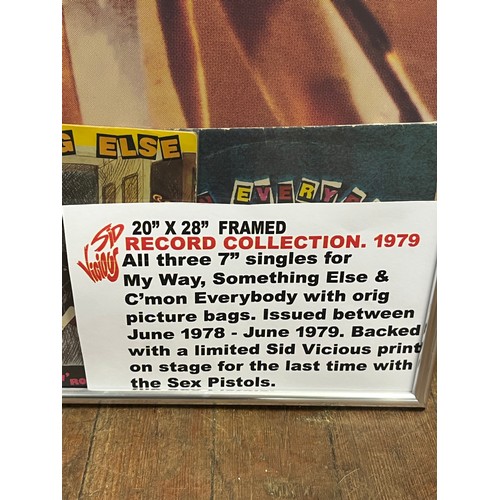 G ELSE
EVERY
Sid
Vicious
20” X 28” FRAMED
RECORD COLLECTION. 1979
All three 7” singles for
My Way, Something Else &
C’mon Everybody with orig
picture bags. Issued between
June 1978 - June 1979. Backed
with a limited Sid Vicious print
on stage for the last time with
the Sex Pistols.